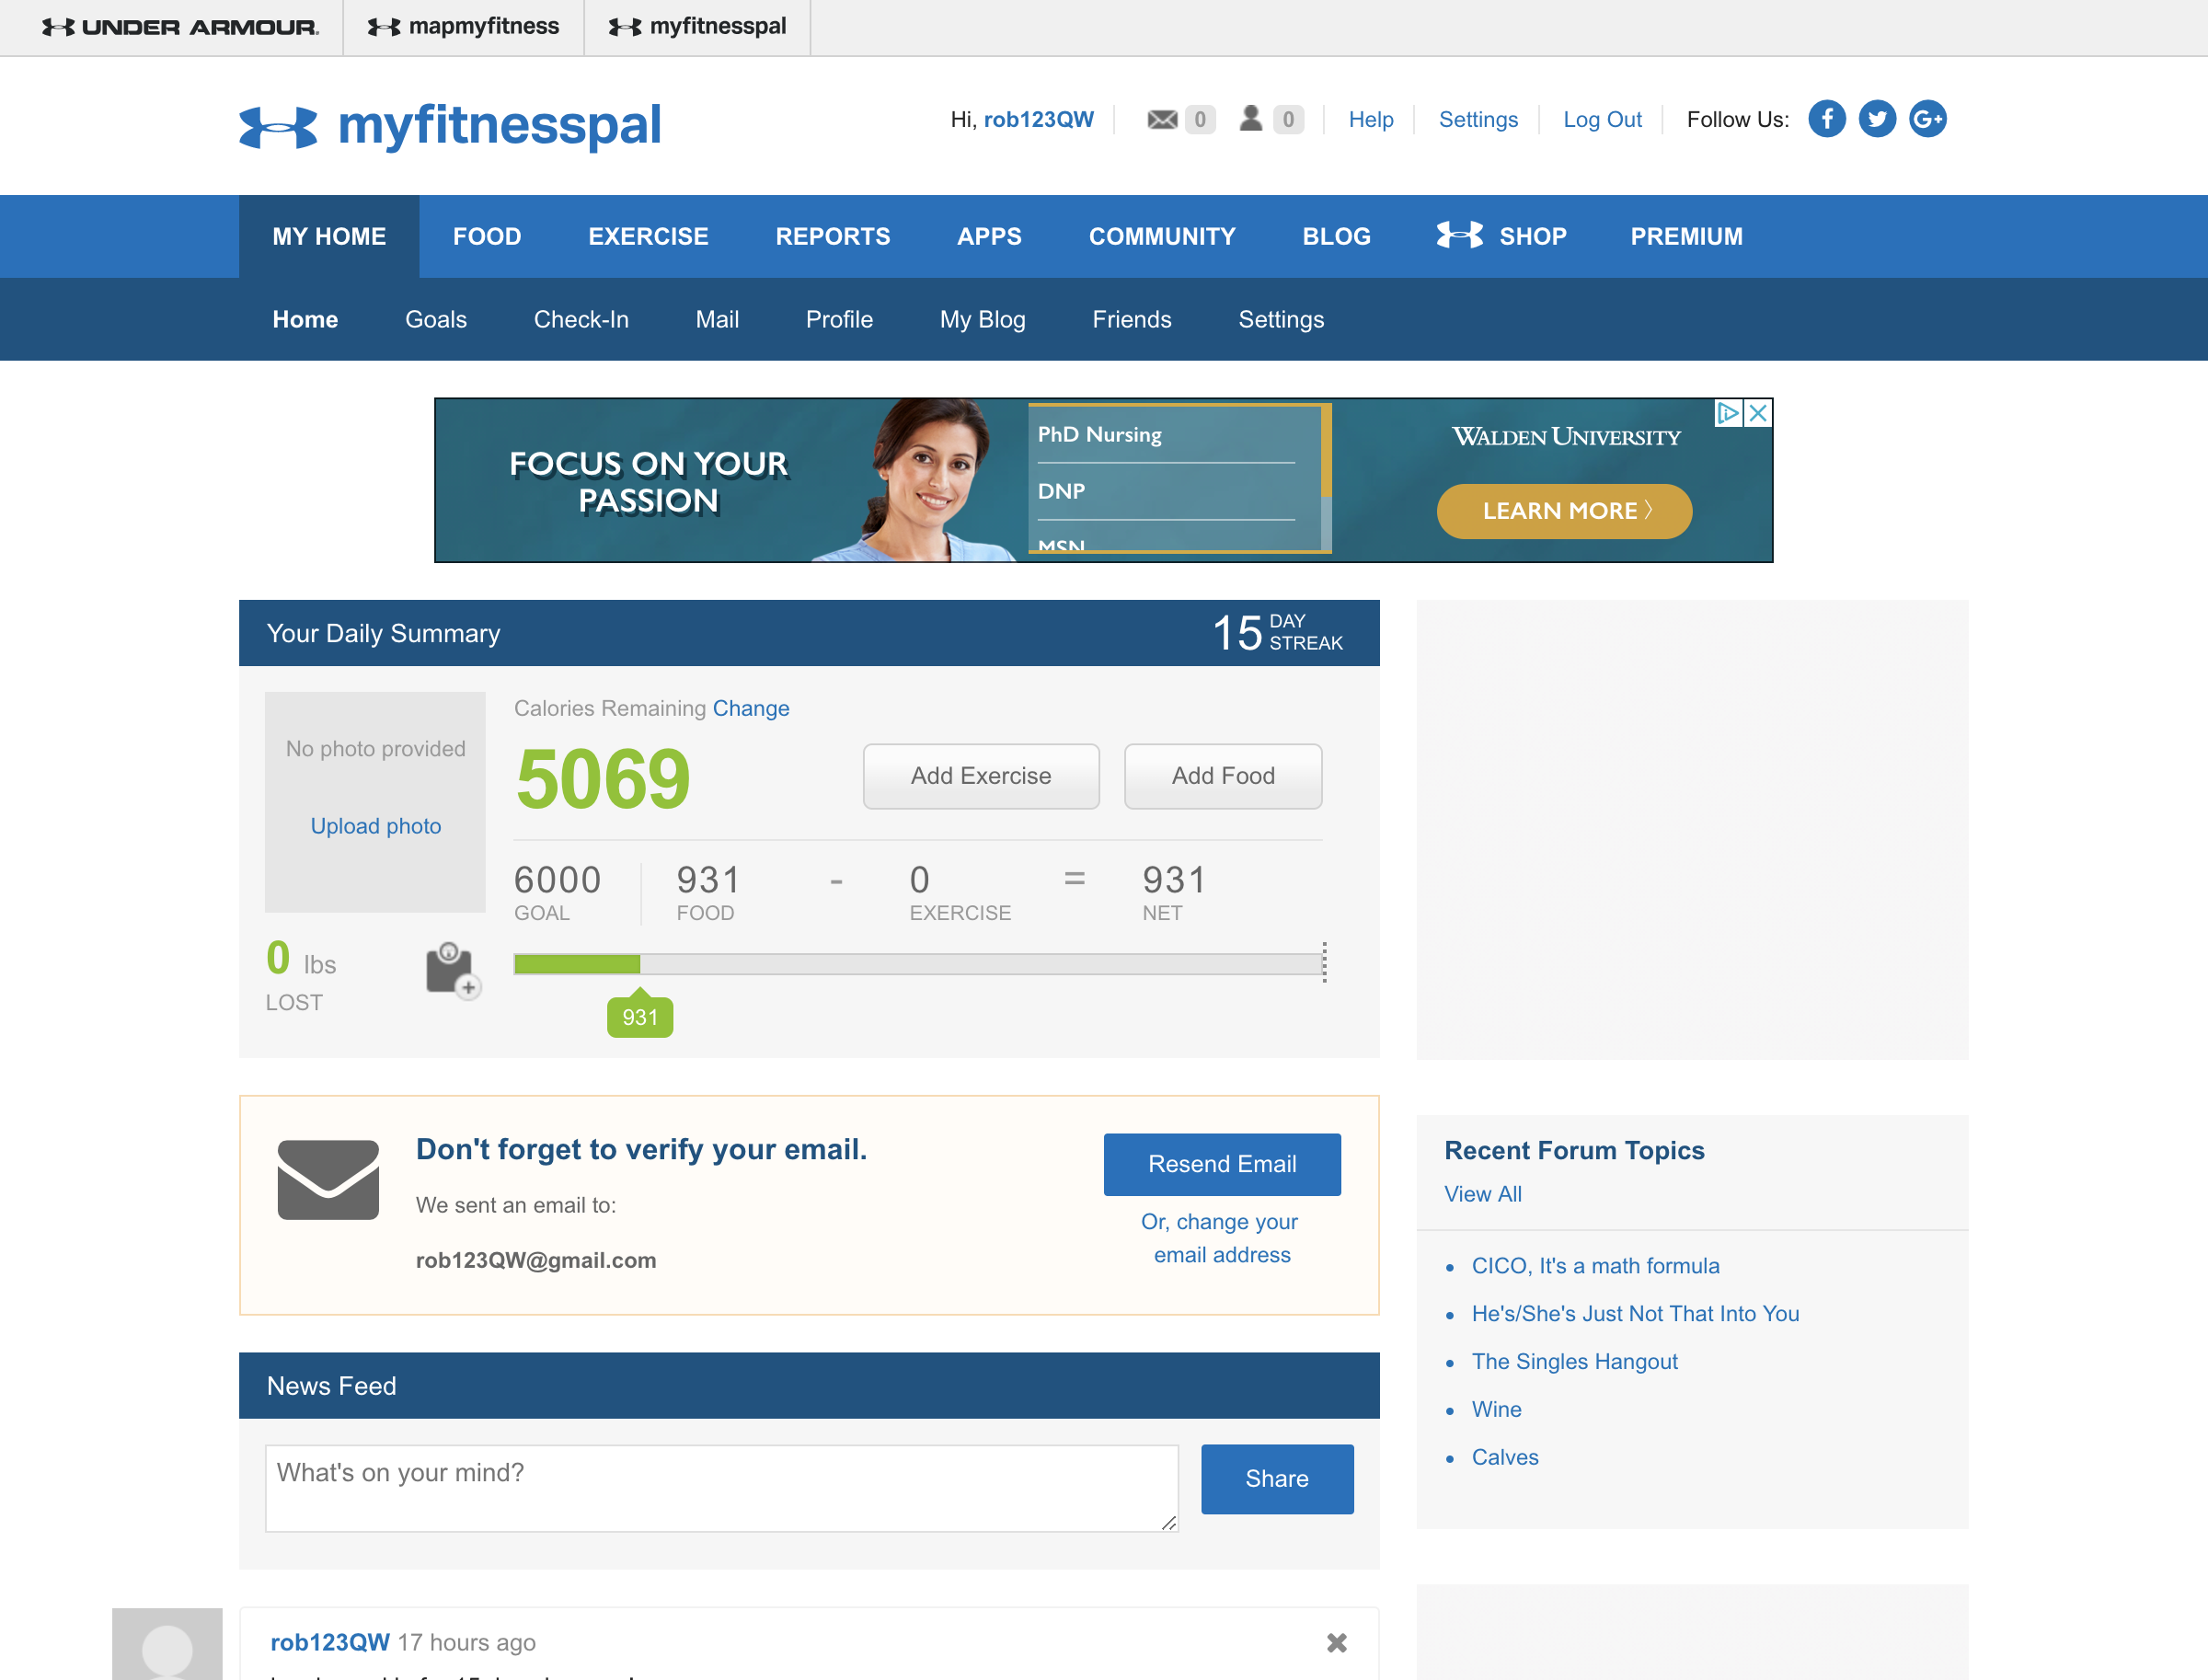 UNDER ARMOUR.
mapmyfitness
myfitnesspal
myfitnesspal
Hi, rob123QW
0
0
Help
Settings
Log Out
Follow Us:
MY HOME
FOOD
EXERCISE
REPORTS
APPS
COMMUNITY
BLOG
SHOP
PREMIUM
Home
Goals
Check-In
Mail
Profile
My Blog
Friends
Settings
FOCUS ON YOUR
PASSION
PhD Nursing
DNP
MSN
WALDEN UNIVERSITY
LEARN MORE
Your Daily Summary
15 DAY
STREAK
No photo provided
Upload photo
Calories Remaining Change
5069
Add Exercise
Add Food
6000
GOAL
931
FOOD
-
0
EXERCISE
=
931
NET
0 lbs
LOST
931
Don't forget to verify your email.
We sent an email to:
rob123QW@gmail.com
Resend Email
Or, change your
email address
Recent Forum Topics
View All
CICO, It's a math formula
He's/She's Just Not That Into You
The Singles Hangout
Wine
Calves
News Feed
What's on your mind?
Share
rob123QW 17 hours ago